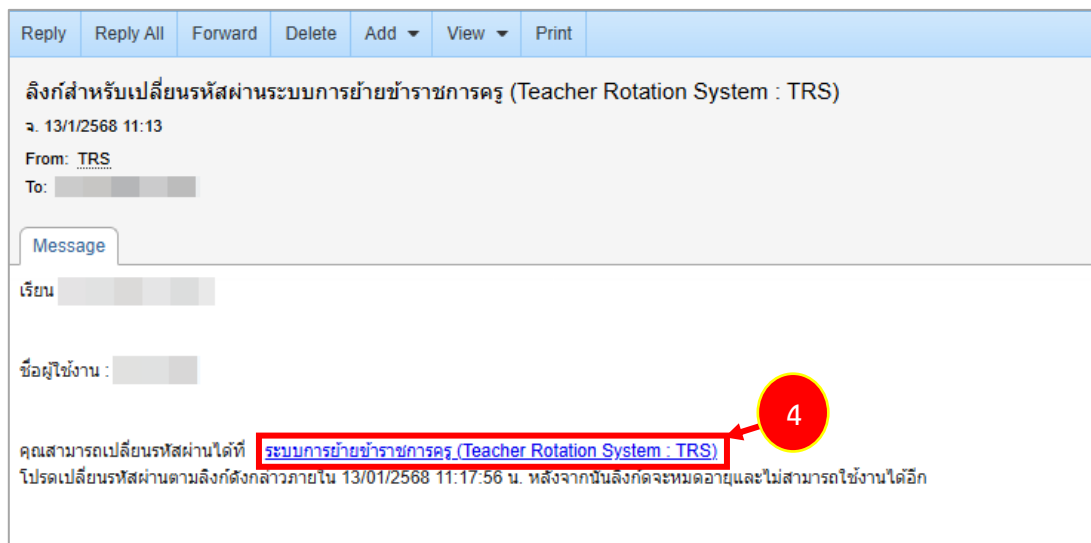 Reply Reply All Forward Delete Add View Print
ลิงก์สำหรับเปลี่ยนรหัสผ่านระบบการย้ายข้าราชการครู (Teacher Rotation System : TRS)
จ. 13/1/2568 11:13
From: TRS
To:
Message
เรียน
ชื่อผู้ใช้งาน :
4
คุณสามารถเปลี่ยนรหัสผ่านได้ที่ ระบบการย้ายข้าราชการครู (Teacher Rotation System : TRS)
โปรดเปลี่ยนรหัสผ่านตามลิงก์ดังกล่าวภายใน 13/01/2568 11:17:56 น. หลังจากนั้นลิงก์ดจะหมดอายุและไม่สามารถใช้งานได้อีก